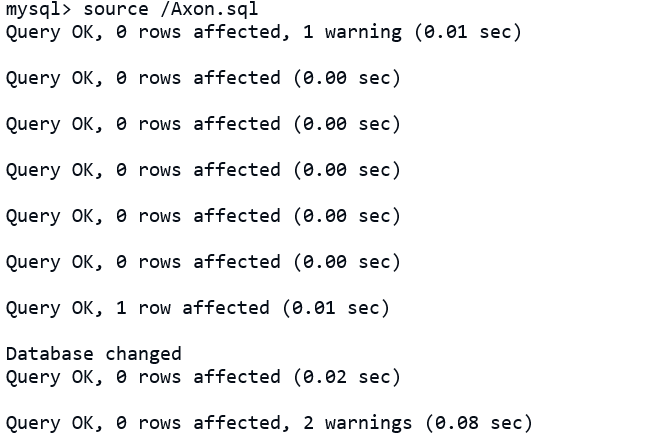 mysql> source /Axon.sql
Query OK, 0 rows affected, 1 warning (0.01 sec)
Query OK, 0 rows affected (0.00 sec)
Query OK, 0 rows affected (0.00 sec)
Query OK, 0 rows affected (0.00 sec)
Query OK, 0 rows affected (0.00 sec)
Query OK, 0 rows affected (0.00 sec)
Query OK, 1 row affected (0.01 sec)
Database changed
Query OK, 0 rows affected (0.02 sec)
Query OK, 0 rows affected, 2 warnings (0.08 sec)